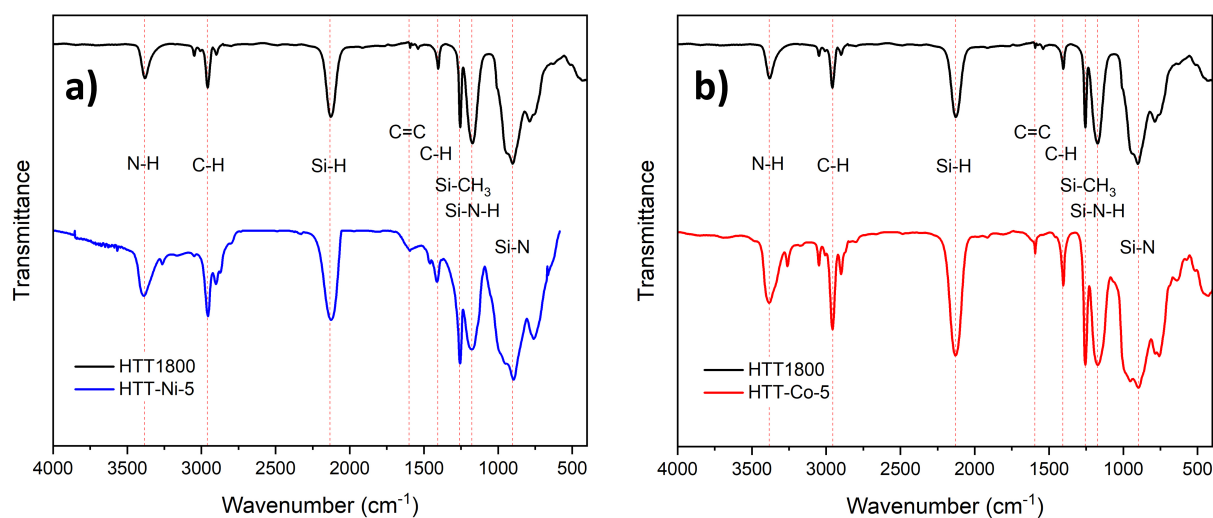 a)
C=C
N-H
C-H
Si-H
C-H
Si-CH₃
Si-N-H
Si-N
HTT1800
HTT-Ni-5
Transmittance
4000 3500 3000 2500 2000 1500 1000 500
Wavenumber (cm⁻¹)
b)
C=C
N-H
C-H
Si-H
C-H
Si-CH₃
Si-N-H
Si-N
HTT1800
HTT-Co-5
Transmittance
4000 3500 3000 2500 2000 1500 1000 500
Wavenumber (cm⁻¹)